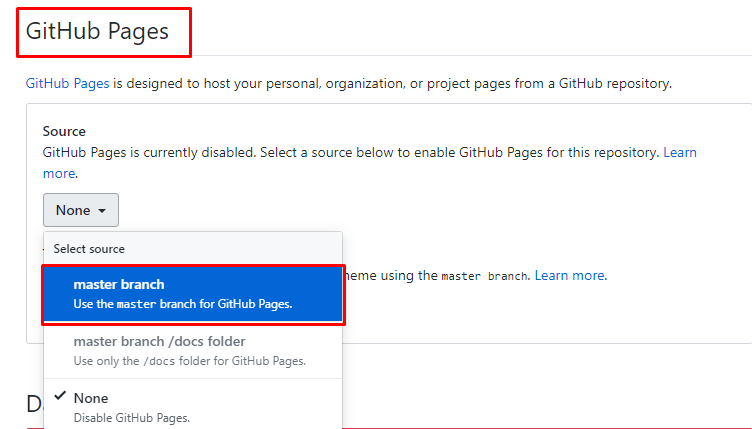 GitHub Pages
GitHub Pages is designed to host your personal, organization, or project pages from a GitHub repository.
Source
GitHub Pages is currently disabled. Select a source below to enable GitHub Pages for this repository. Learn
more.
None
Select source
master branch
Use the master branch for GitHub Pages.
using the master branch. Learn more.
master branch /docs folder
Use only the /docs folder for GitHub Pages.
None
Disable GitHub Pages.